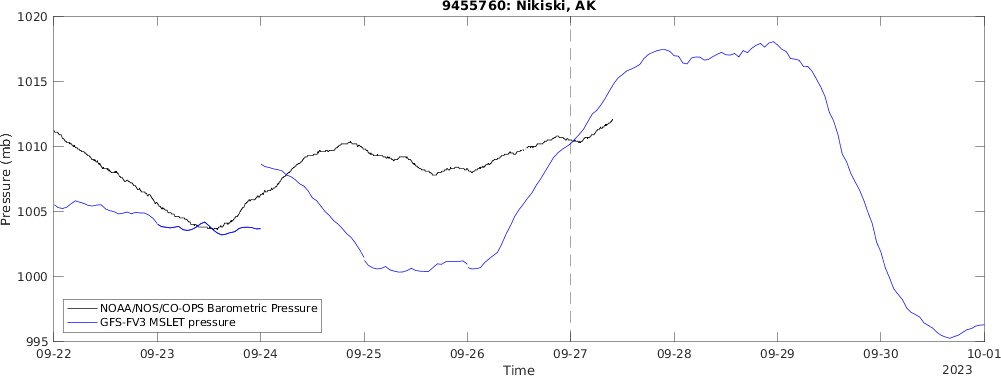 9455760: Nikiski, AK
1020
1015
1010
1005
1000
995
Pressure (mb)
NOAA/NOS/CO-OPS Barometric Pressure
GFS-FV3 MSLET pressure
09-22 09-23 09-24 09-25 09-26 09-27 09-28 09-29 09-30 10-01
Time
2023